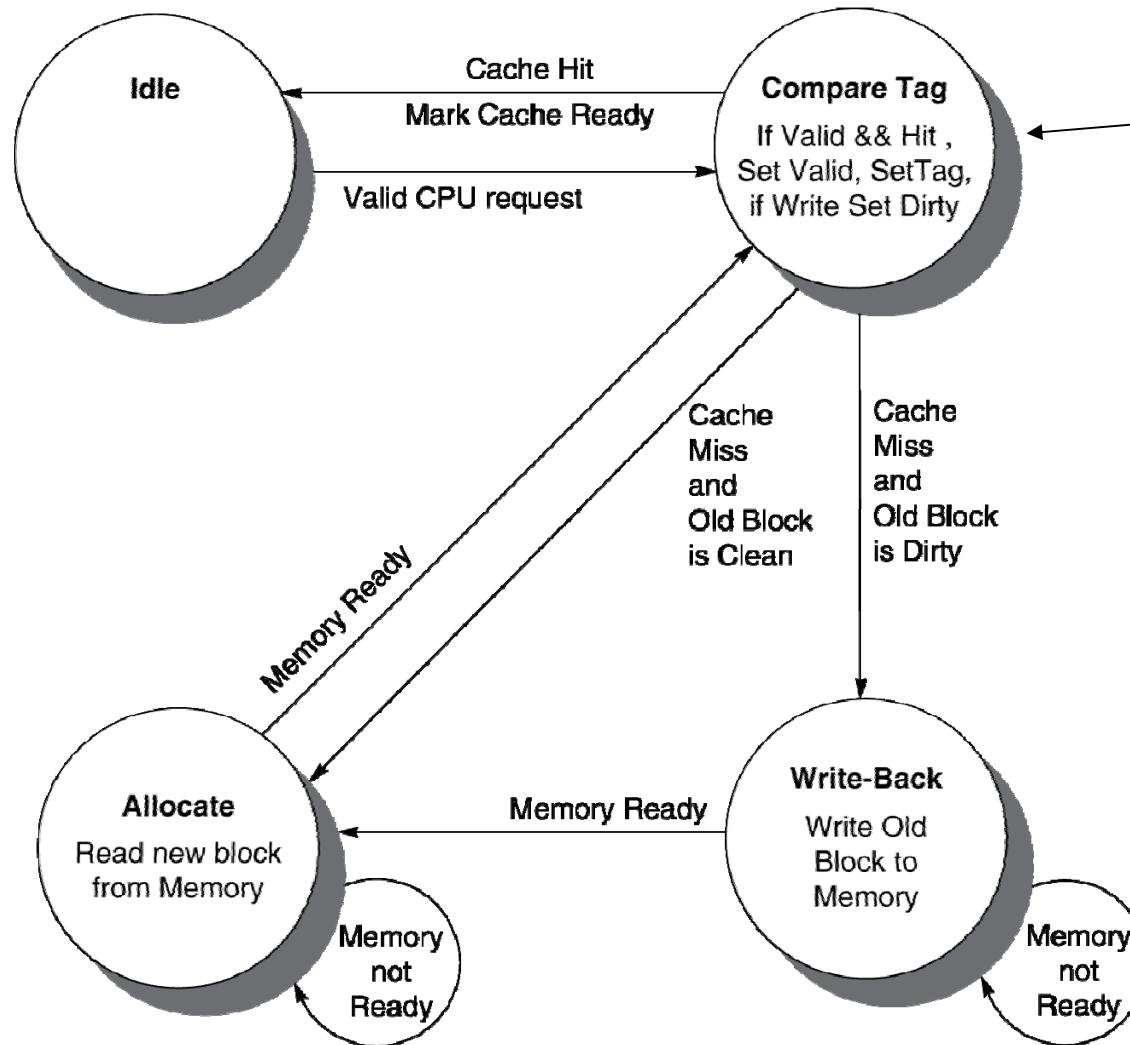 Idle
Cache Hit
Mark Cache Ready
Valid CPU request
Compare Tag
If Valid && Hit ,
Set Valid, SetTag,
if Write Set Dirty
Cache
Miss
and
Old Block
is Clean
Cache
Miss
and
Old Block
is Dirty
Memory Ready
Allocate
Read new block
from Memory
Memory
not
Ready
Memory Ready
Write-Back
Write Old
Block to
Memory
Memory
not
Ready